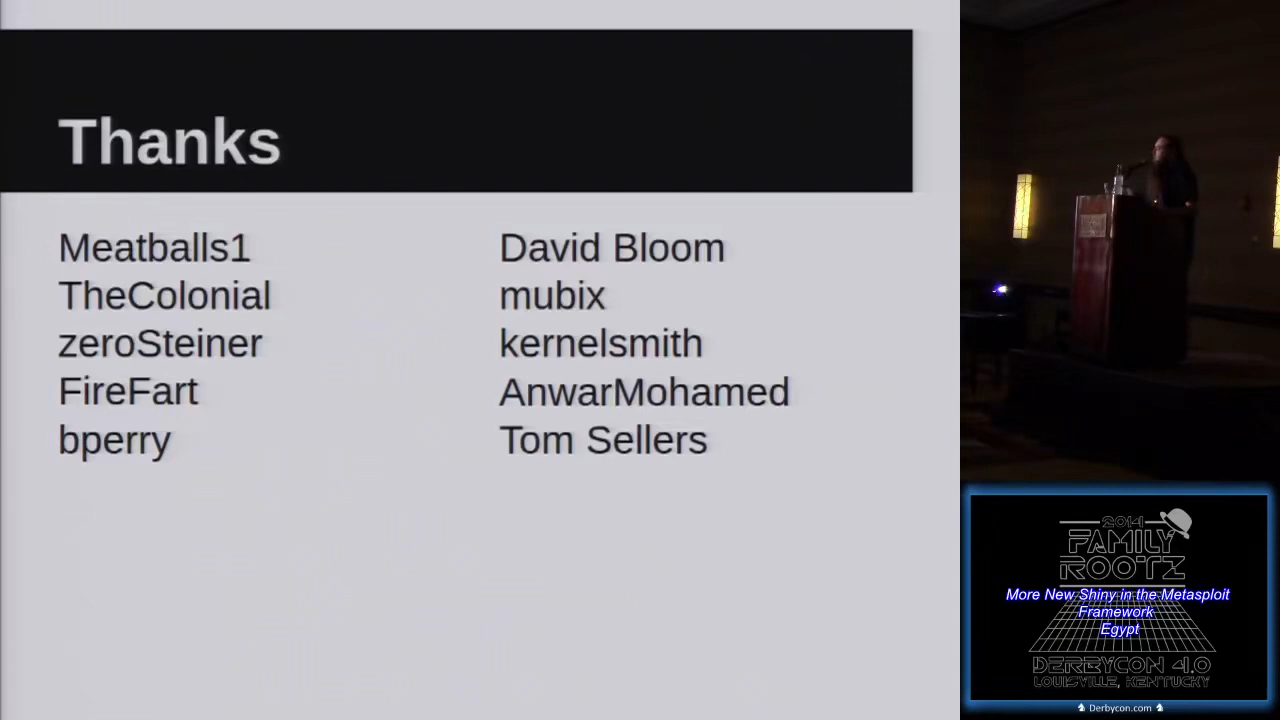 Thanks
Meatballs1
TheColonial
zeroSteiner
FireFart
bperry
David Bloom
mubix
kernelsmith
AnwarMohamed
Tom Sellers
2014
FAMILY
ROOTZ
More New Shiny in the Metasploit
Framework
Egypt
DERBYCON 4.0
LOUISVILLE, KENTUCKY
Derbycon.com